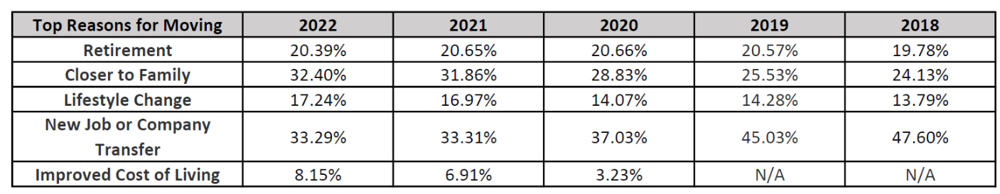 Top Reasons for Moving 2022 2021 2020 2019 2018
Retirement 20.39% 20.65% 20.66% 20.57% 19.78%
Closer to Family 32.40% 31.86% 28.83% 25.53% 24.13%
Lifestyle Change 17.24% 16.97% 14.07% 14.28% 13.79%
New Job or Company
Transfer 33.29% 33.31% 37.03% 45.03% 47.60%
Improved Cost of Living 8.15% 6.91% 3.23% N/A N/A